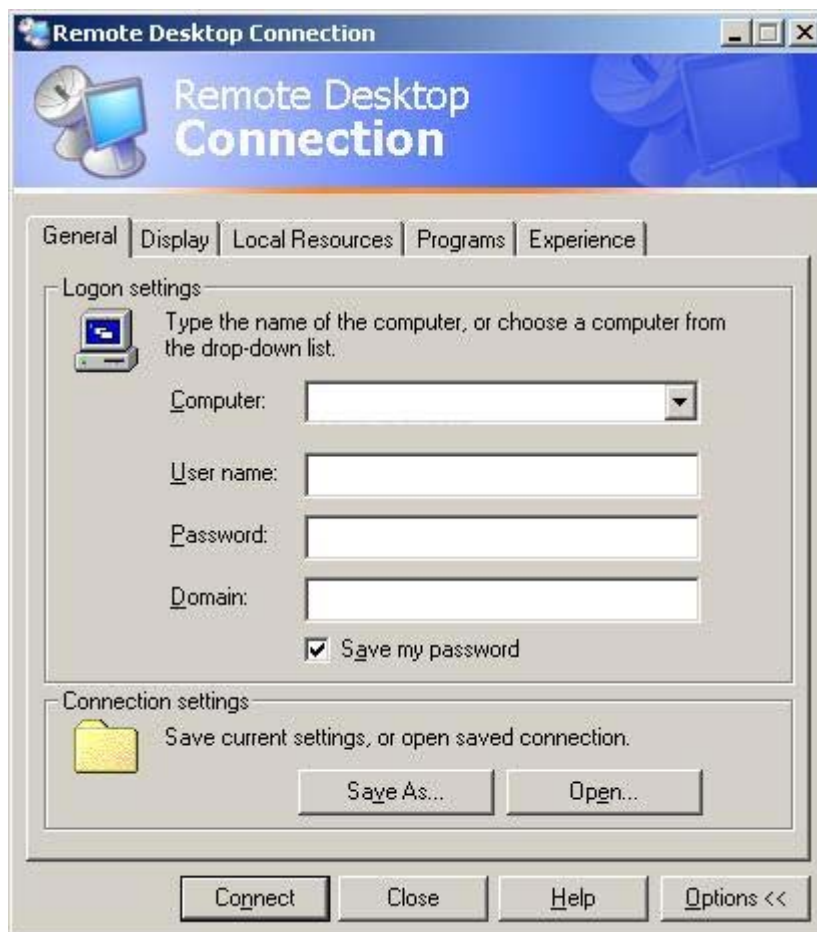 Remote Desktop Connection
Remote Desktop
Connection
General Display Local Resources Programs Experience
Logon settings
Type the name of the computer, or choose a computer from
the drop-down list.
Computer:
User name:
Password:
Domain:
Save my password
Connection settings
Save current settings, or open saved connection.
Save As... Open...
Connect Close Help Options <<